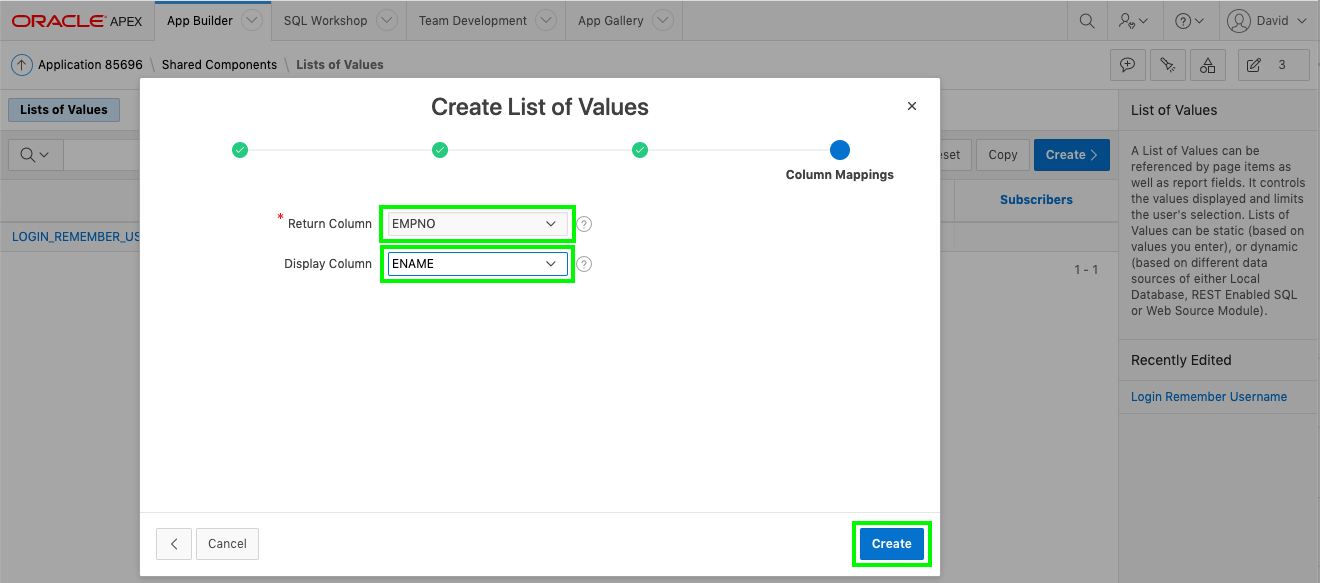 ORACLE APEX App Builder SQL Workshop Team Development App Gallery David
Application 85696 \ Shared Components \ Lists of Values 3
Lists of Values
Create List of Values
Column Mappings
* Return Column EMPNO ?
Display Column ENAME ?
Cancel
Create
set Copy Create
Subscribers
LOGIN_REMEMBER_US
1 - 1
List of Values
A List of Values can be
referenced by page items as
well as report fields. It controls
the values displayed and limits
the user's selection. Lists of
Values can be static (based on
values you enter), or dynamic
(based on different data
sources of either Local
Database, REST Enabled SQL
or Web Source Module).
Recently Edited
Login Remember Username